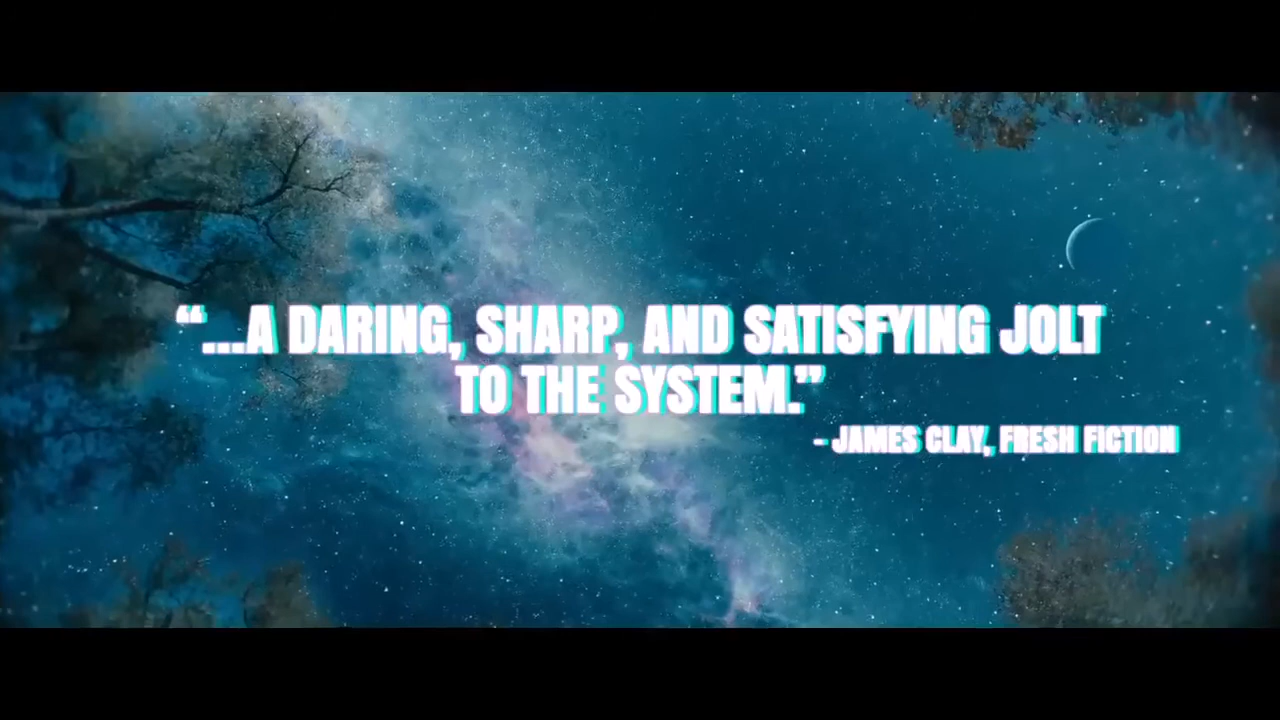 “...A DARING, SHARP, AND SATISFYING JOLT
TO THE SYSTEM.”
- JAMES CLAY, FRESH FICTION